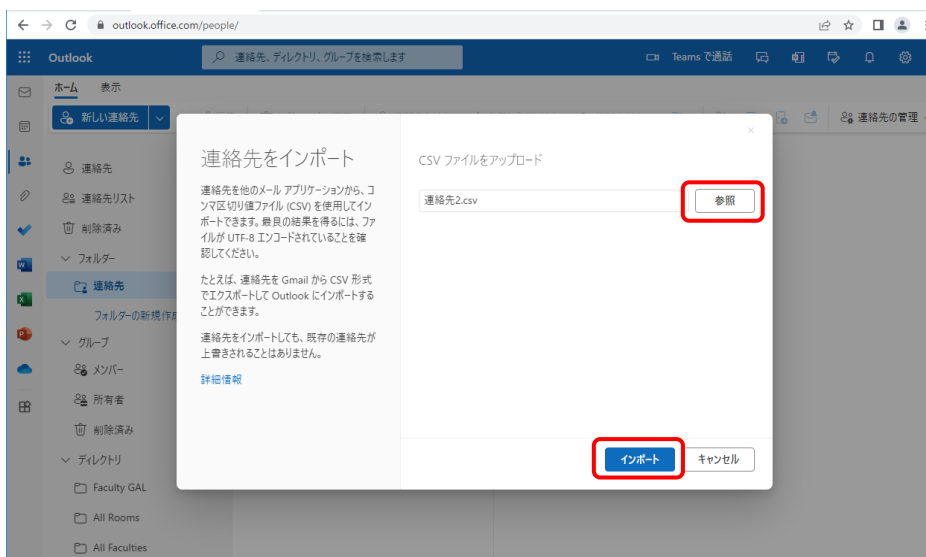 outlook.office.com/people/
Outlook
連絡先、ディレクトリ、グループを検索します
Teams で通話
ホーム
表示
新しい連絡先
連絡先の管理
連絡先
連絡先リスト
削除済み
フォルダー
連絡先
フォルダーの新規作成
グループ
メンバー
所有者
削除済み
ディレクトリ
Faculty GAL
All Rooms
All Faculties
連絡先をインポート
連絡先を他のメール アプリケーションから、コ
ンマ区切り値ファイル (CSV) を使用してイン
ポートできます。最良の結果を得るには、ファ
イルが UTF-8 エンコードされていることを確
認してください。
たとえば、連絡先を Gmail から CSV 形式
でエクスポートして Outlook にインポートする
ことができます。
連絡先をインポートしても、既存の連絡先が
上書きされることはありません。
詳細情報
CSV ファイルをアップロード
連絡先2.csv
参照
インポート
キャンセル